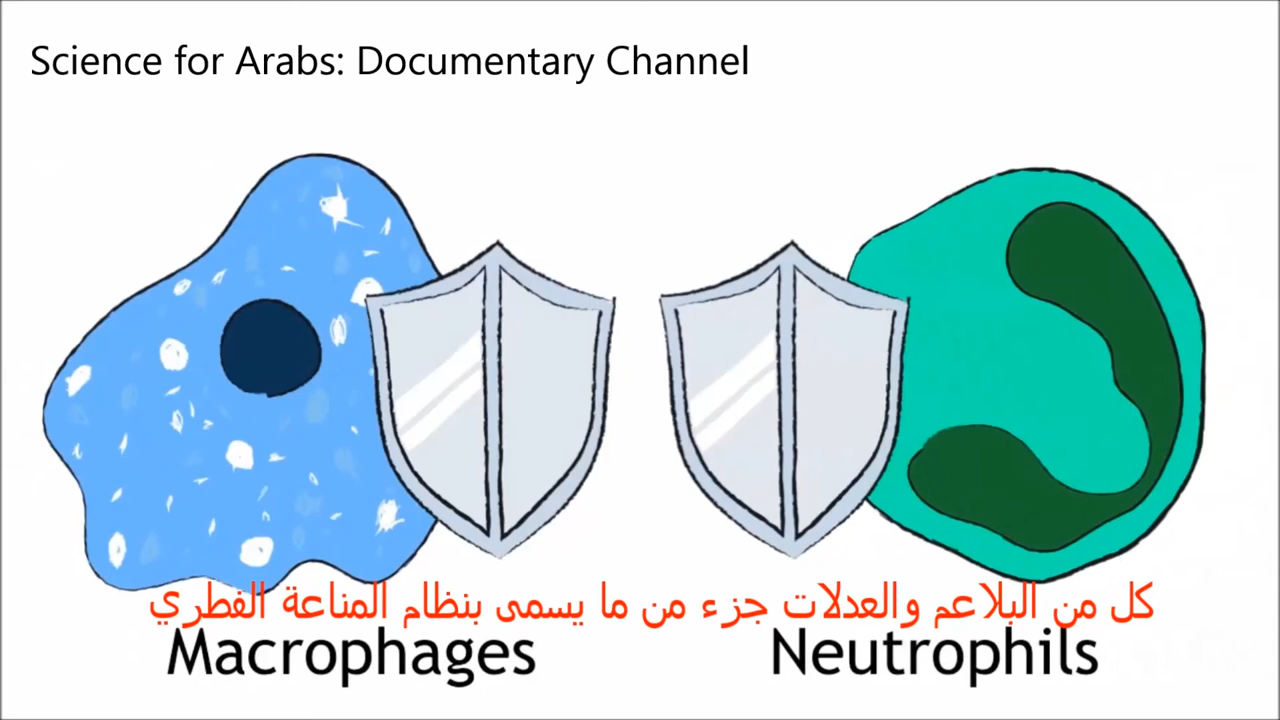 Science for Arabs: Documentary Channel
كل من البلاعم والعدلات جزء من ما يسمى بنظام المناعة الفطري
Macrophages
Neutrophils